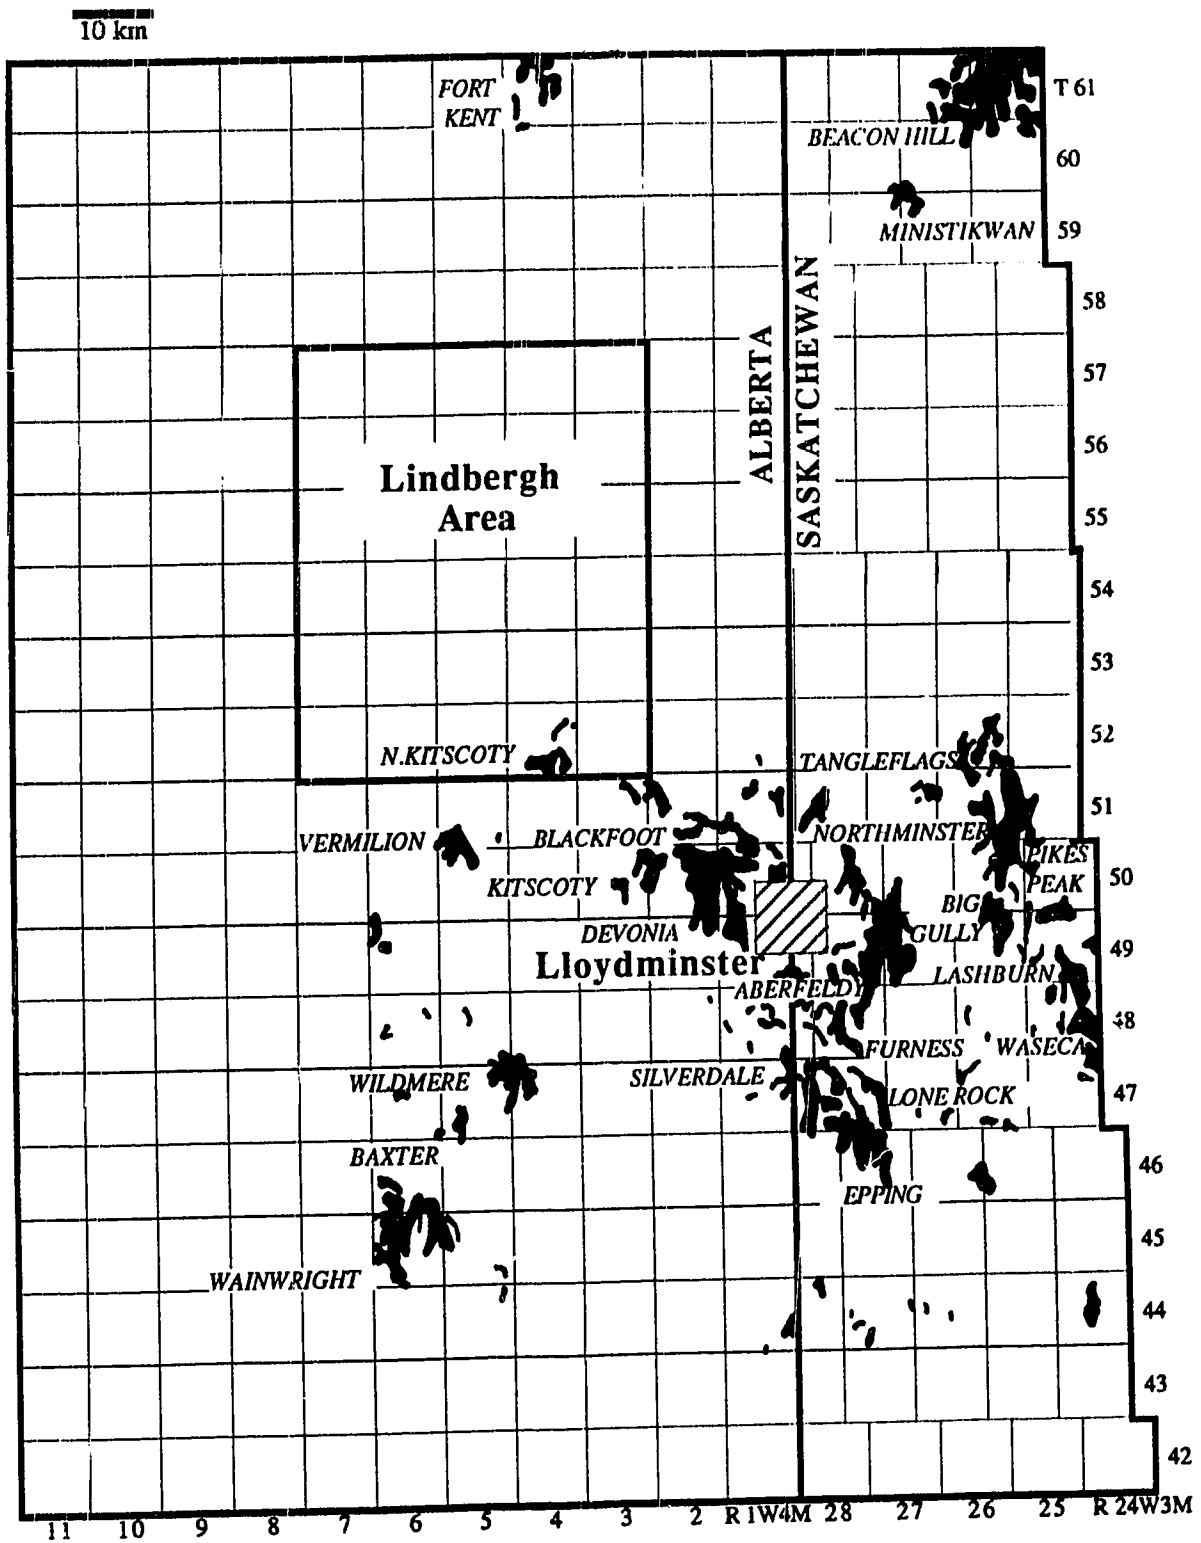 10 km
FORT
KENT
T 61
BEACON HILL
60
MINISTIKWAN
59
58
ALBERTA
SASKATCHEWAN
57
56
Lindbergh
Area
55
54
53
52
N.KITSCOTY
TANGLEFLAGS
51
VERMILION
BLACKFOOT
NORTHMINSTER
PIKES
PEAK
50
KITSCOTY
BIG
GULLY
DEVONIA
49
Lloydminster
LASHBURN
ABERFELDY
48
FURNESS
WASECA
WILDMERE
SILVERDALE
LONE ROCK
47
BAXTER
46
EPPING
45
WAINWRIGHT
44
43
42
11 10 9 8 7 6 5 4 3 2 R 1W4M 28 27 26 25 R 24W3M